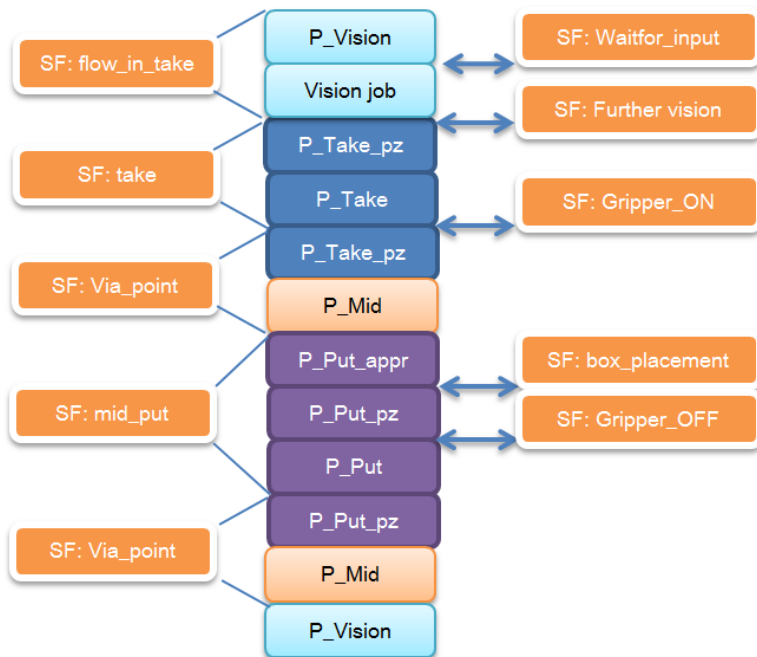 P_Vision
SF: Waitfor_input
SF: flow_in_take
Vision job
SF: Further vision
P_Take_pz
SF: take
P_Take
SF: Gripper_ON
P_Take_pz
SF: Via_point
P_Mid
P_Put_appr
SF: box_placement
SF: mid_put
P_Put_pz
SF: Gripper_OFF
P_Put
P_Put_pz
SF: Via_point
P_Mid
P_Vision